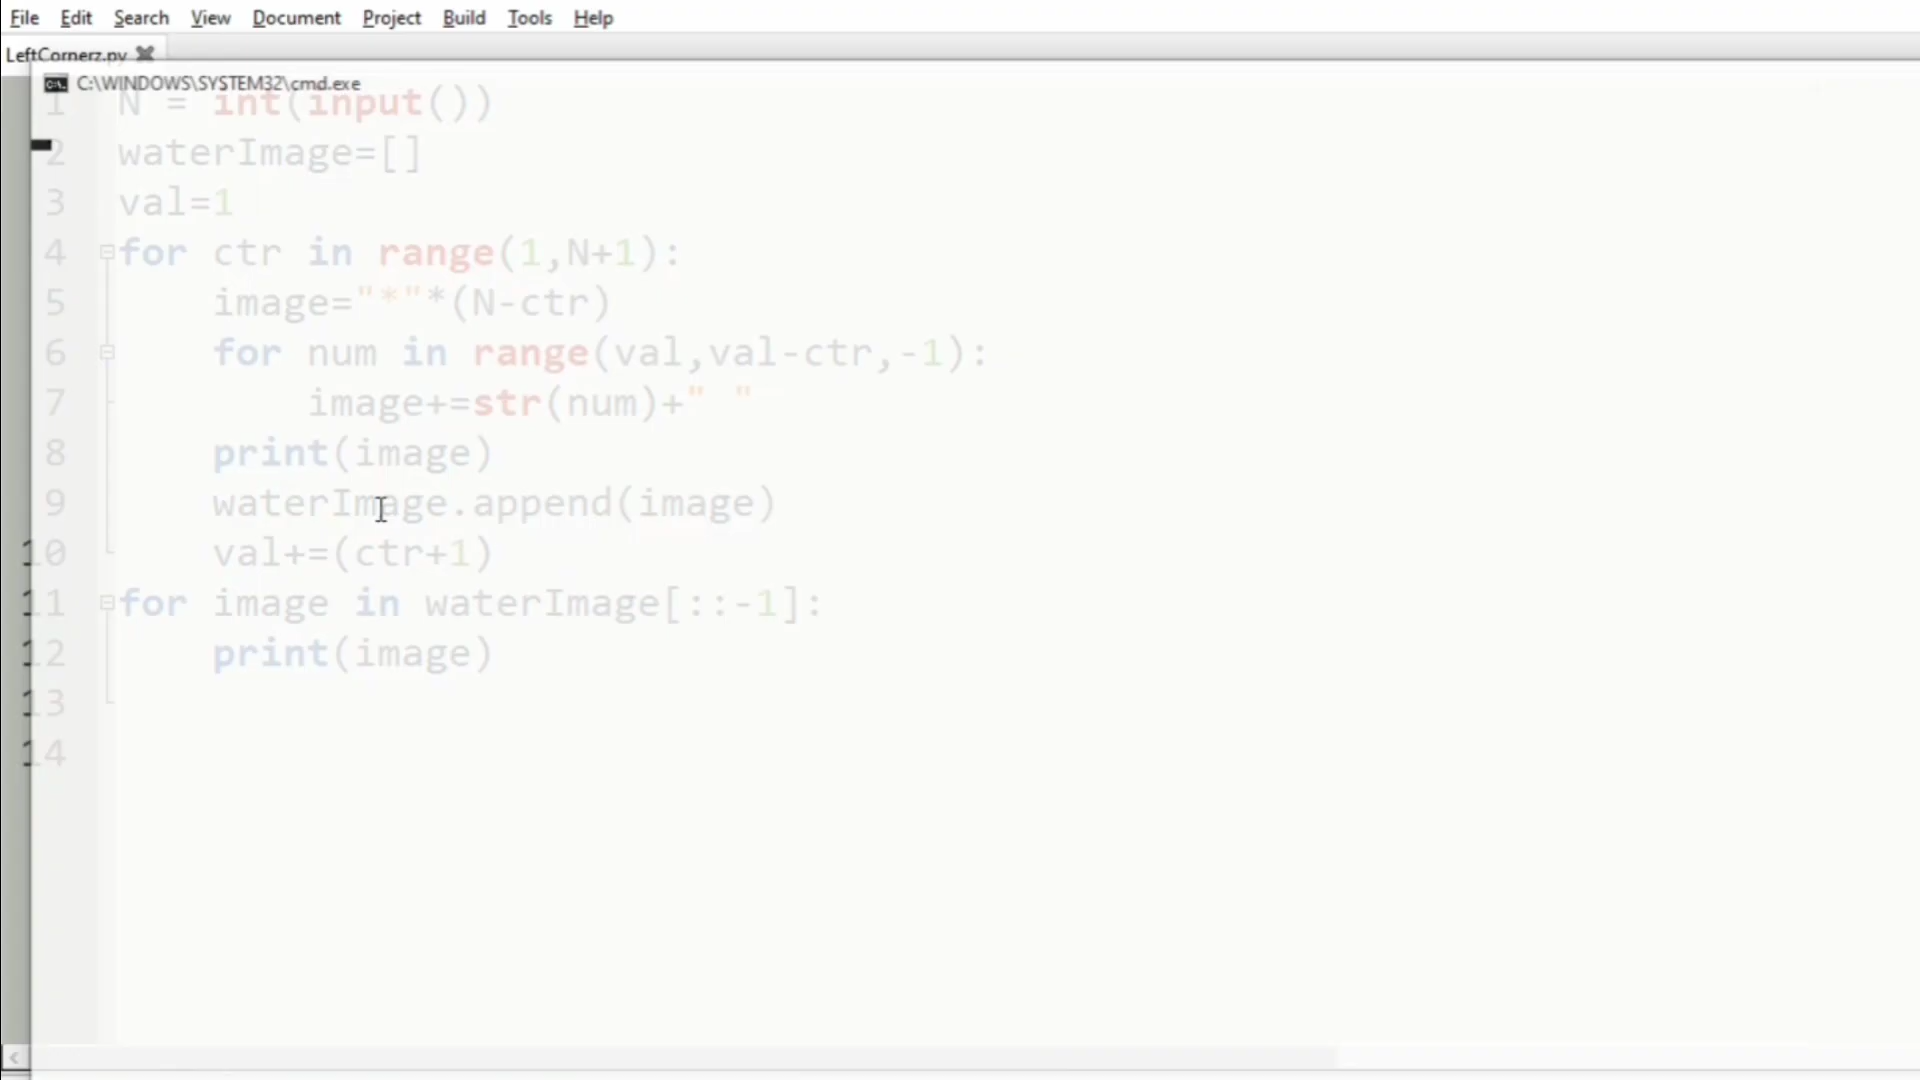 File Edit Search View Document Project Build Tools Help
LeftCornerz.py
C:\WINDOWS\SYSTEM32\cmd.exe
1 N = int(input())
2 waterImage=[]
3 val=1
4 for ctr in range(1,N+1):
5 image="*"*(N-ctr)
6 for num in range(val,val-ctr,-1):
7 image+=str(num)+" "
8 print(image)
9 waterImage.append(image)
10 val+=(ctr+1)
11 for image in waterImage[::-1]:
12 print(image)
13
14